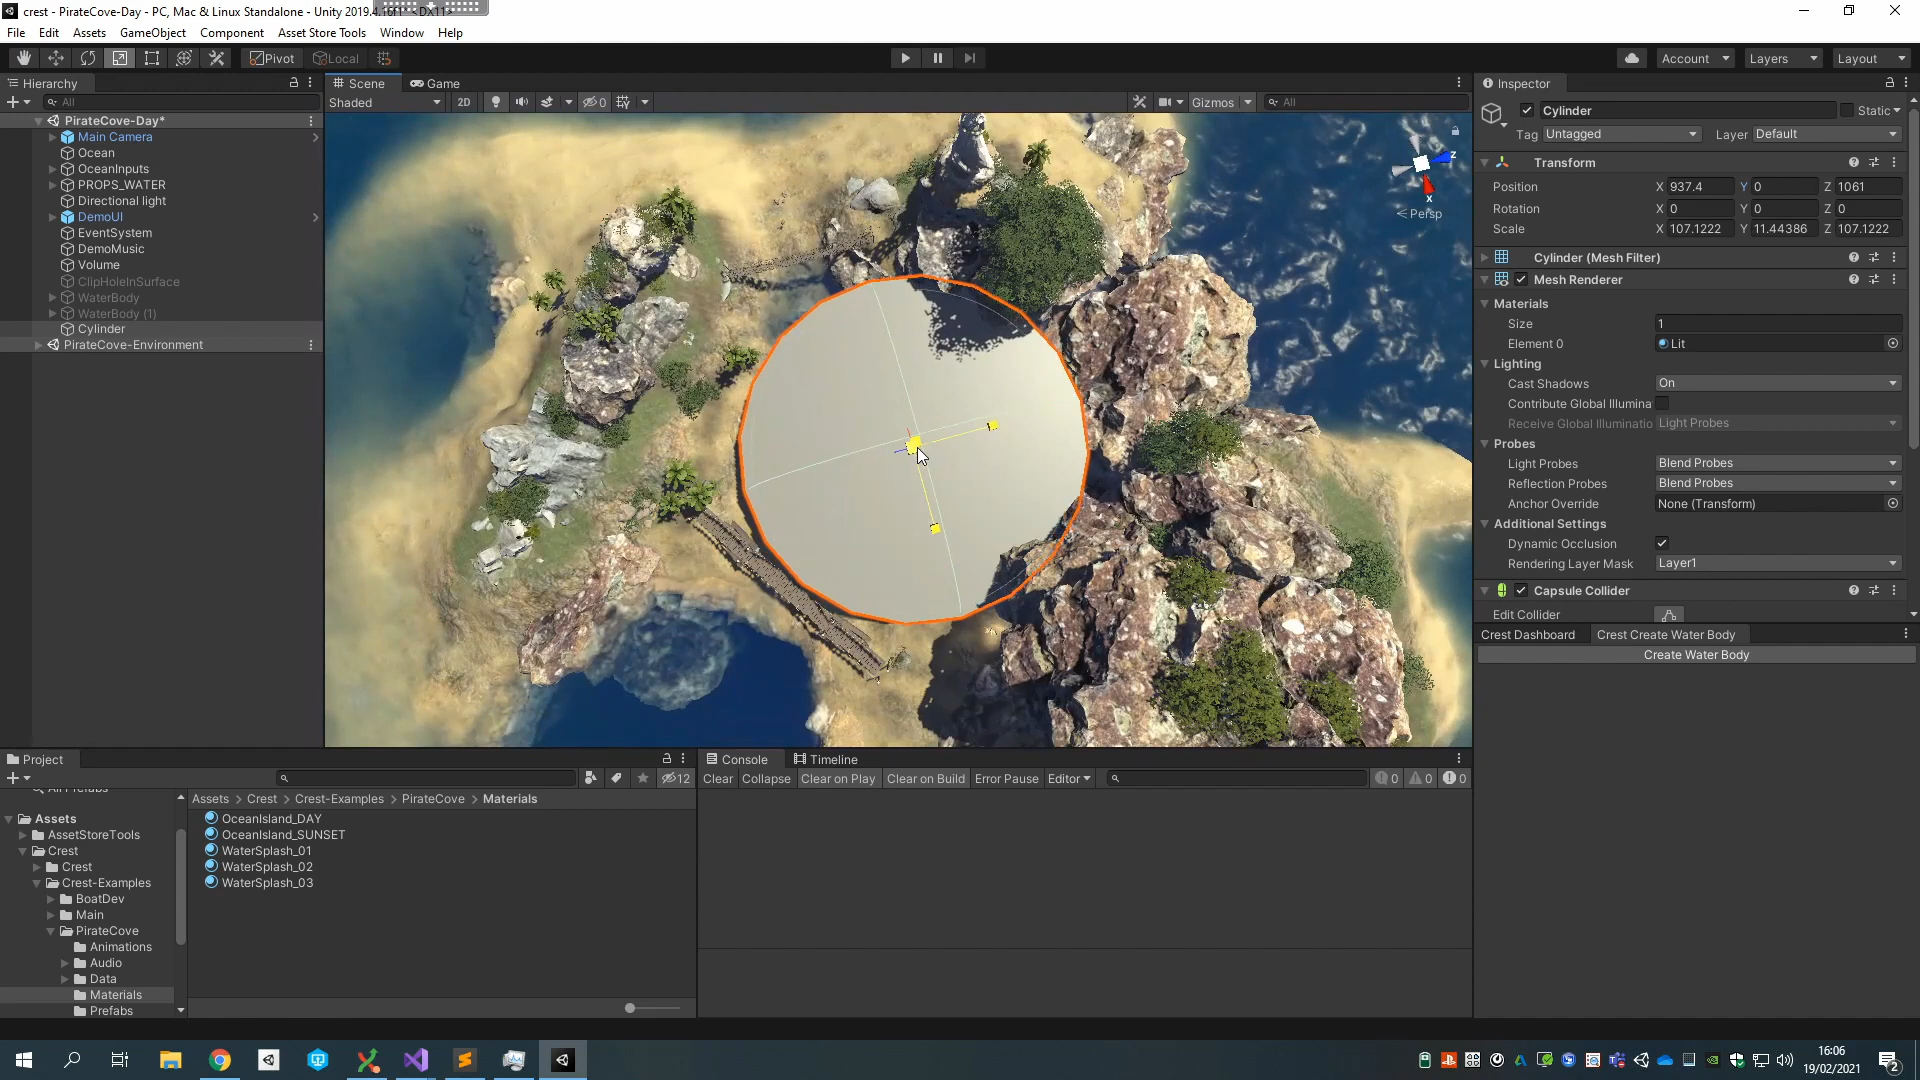 crest - PirateCove-Day - PC, Mac & Linux Standalone - Unity 2019.4.16f1* <DX11>
File Edit Assets GameObject Component Asset Store Tools Window Help
Pivot Local Account Layers Layout
Hierarchy
All
PirateCove-Day*
Main Camera
Ocean
OceanInputs
PROPS_WATER
Directional light
DemoUI
EventSystem
DemoMusic
Volume
ClipHoleInSurface
WaterBody
WaterBody (1)
Cylinder
PirateCove-Environment
Scene Game
Shaded 2D 0 Gizmos All
z
x
< Persp
Inspector
Cylinder Static
Tag Untagged Layer Default
Transform
Position X 937.4 Y 0 Z 1061
Rotation X 0 Y 0 Z 0
Scale X 107.1222 Y 11.44386 Z 107.1222
Cylinder (Mesh Filter)
Mesh Renderer
Materials
Size 1
Element 0 Lit
Lighting
Cast Shadows On
Contribute Global Illumina
Receive Global Illuminatio Light Probes
Probes
Light Probes Blend Probes
Reflection Probes Blend Probes
Anchor Override None (Transform)
Additional Settings
Dynamic Occlusion
Rendering Layer Mask Layer1
Capsule Collider
Edit Collider
Crest Dashboard Crest Create Water Body
Create Water Body
Project
12
Assets
AssetStoreTools
Crest
Crest
Crest-Examples
BoatDev
Main
PirateCove
Animations
Audio
Data
Materials
Prefabs
Assets > Crest > Crest-Examples > PirateCove > Materials
OceanIsland_DAY
OceanIsland_SUNSET
WaterSplash_01
WaterSplash_02
WaterSplash_03
Console Timeline
Clear Collapse Clear on Play Clear on Build Error Pause Editor 0 0 0
16:06
19/02/2021
2